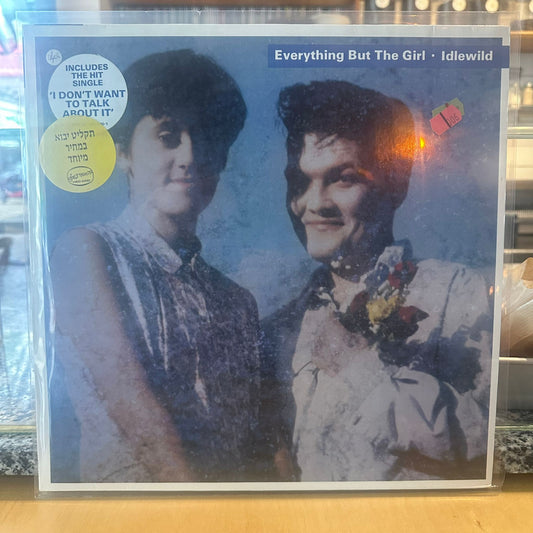 Everything But The Girl · Idlewild
INCLUDES
THE HIT
SINGLE
'I DON'T WANT
TO TALK
ABOUT IT'
תקליט יבוא
במחיר
מיוחד